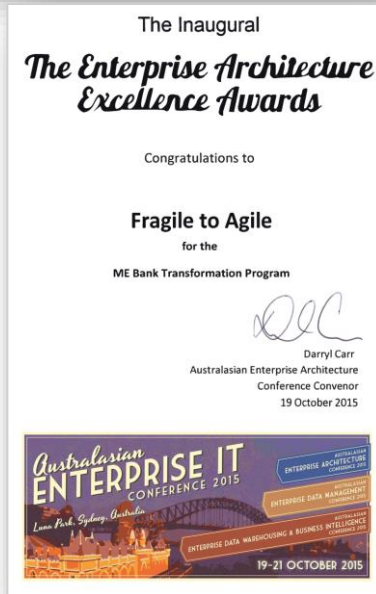 The Inaugural
The Enterprise Architecture
Excellence Awards
Congratulations to
Fragile to Agile
for the
ME Bank Transformation Program
Darryl Carr
Australasian Enterprise Architecture
Conference Convenor
19 October 2015
Australasian
ENTERPRISE IT
CONFERENCE 2015
Luna Park, Sydney, Australia
AUSTRALASIAN
ENTERPRISE ARCHITECTURE
CONFERENCE 2015
AUSTRALASIAN
ENTERPRISE DATA MANAGEMENT
CONFERENCE 2015
AUSTRALASIAN
ENTERPRISE DATA WAREHOUSING & BUSINESS INTELLIGENCE
CONFERENCE 2015
19-21 OCTOBER 2015